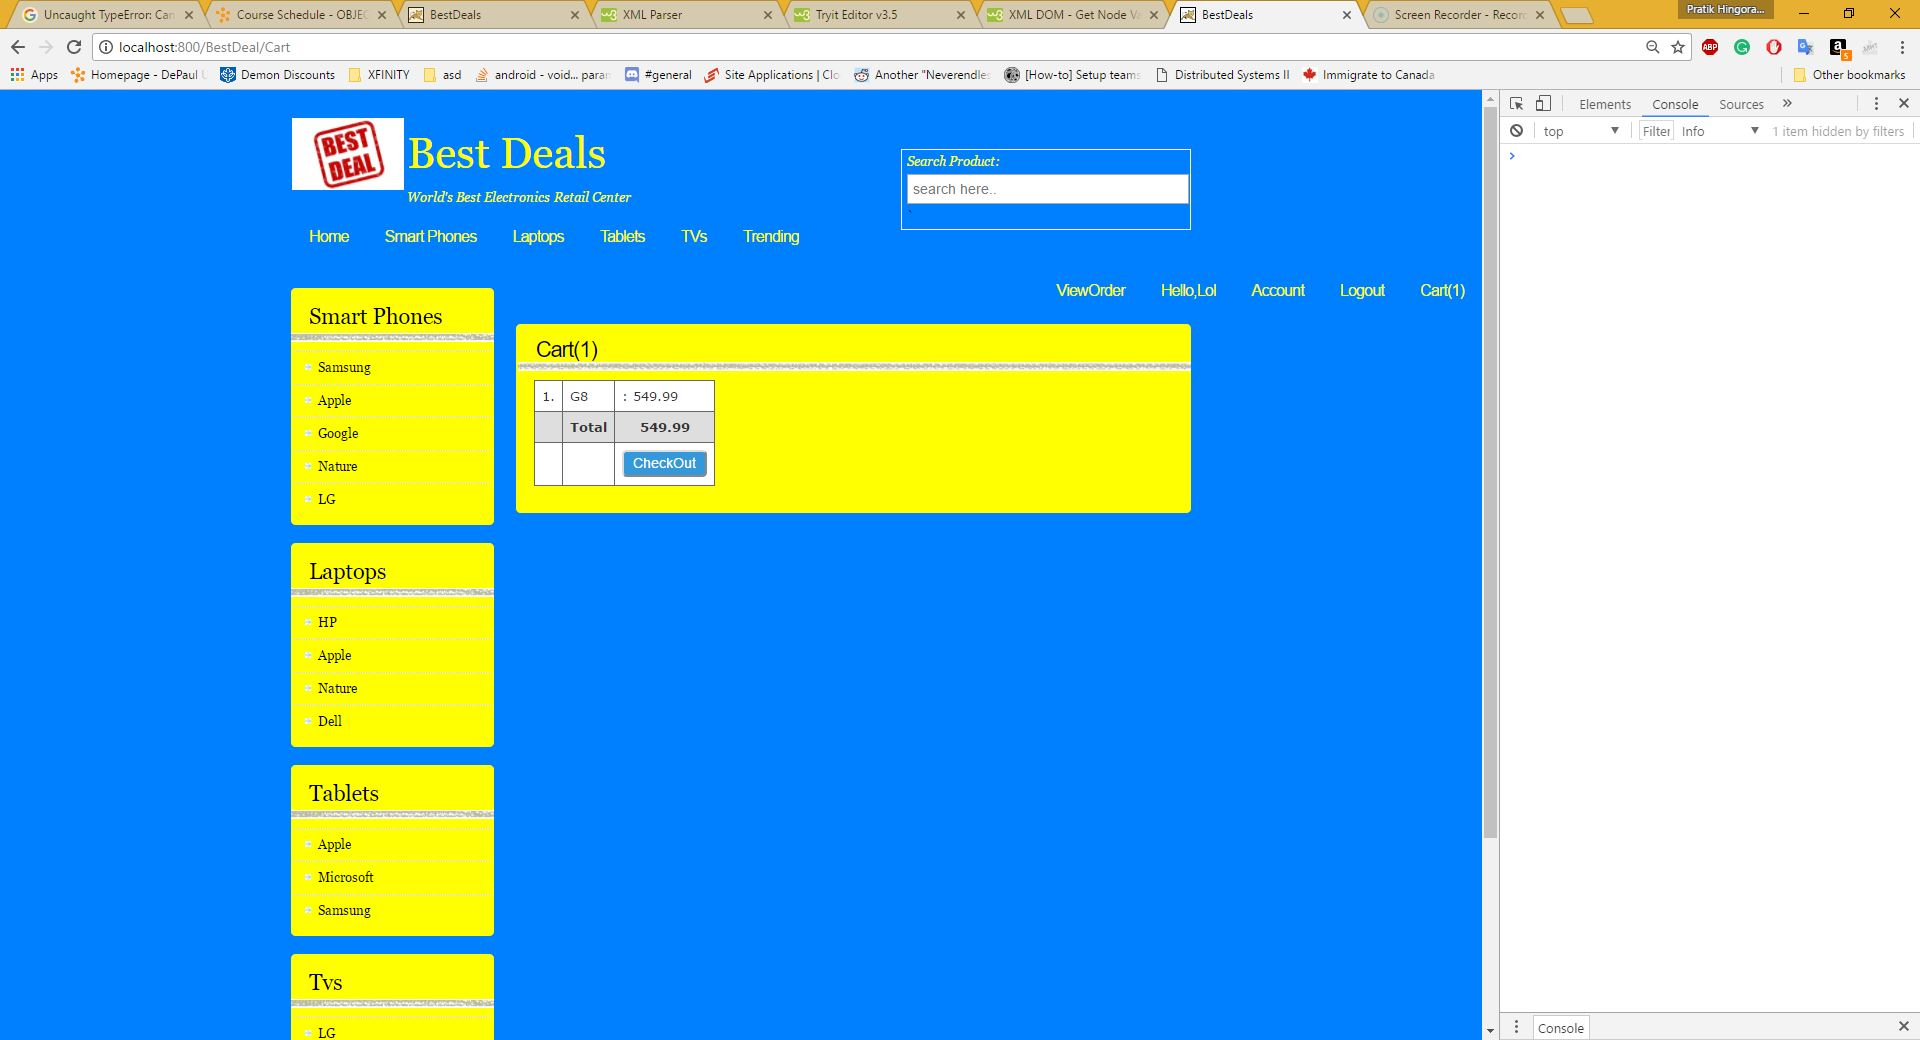 Uncaught TypeError: Can
Course Schedule - OBJEC
BestDeals
XML Parser
Tryit Editor v3.5
XML DOM - Get Node Va
BestDeals
Screen Recorder - Record
Pratik Hingora...
localhost:800/BestDeal/Cart
Apps
Homepage - DePaul U
Demon Discounts
XFINITY
asd
android - void... param
#general
Site Applications | Clo
Another "Neverendles
[How-to] Setup teams
Distributed Systems II
Immigrate to Canada
Other bookmarks
BEST DEAL
Best Deals
World's Best Electronics Retail Center
Search Product:
search here..
`
Home Smart Phones Laptops Tablets TVs Trending
ViewOrder Hello,Lol Account Logout Cart(1)
Smart Phones
Samsung
Apple
Google
Nature
LG
Laptops
HP
Apple
Nature
Dell
Tablets
Apple
Microsoft
Samsung
Tvs
LG
Cart(1)
1. G8 : 549.99
Total 549.99
CheckOut
Elements Console Sources »
top Filter Info 1 item hidden by filters
Console